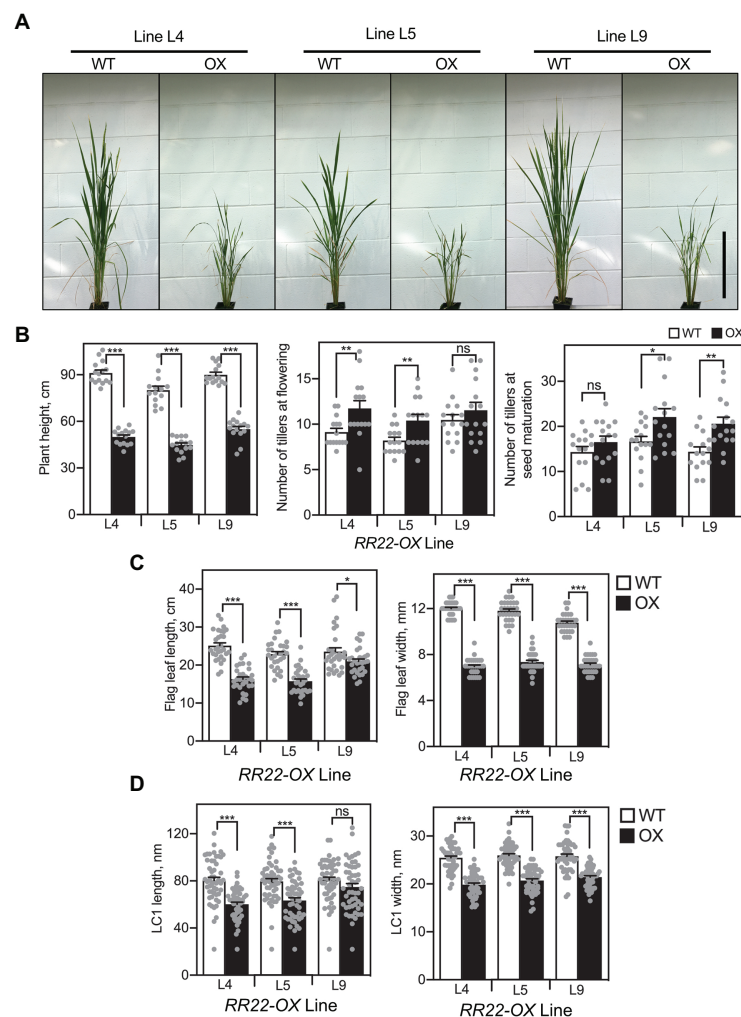 A
Line L4 Line L5 Line L9
WT OX WT OX WT OX
B
WT OX
Plant height, cm
90
60
30
0
***
***
***
L4 L5 L9
Number of tillers at flowering
15
10
5
0
**
**
ns
L4 L5 L9
RR22-OX Line
Number of tillers at
seed maturation
30
20
10
0
ns
*
**
L4 L5 L9
C
Flag leaf length, cm
40
30
20
10
0
***
***
*
L4 L5 L9
RR22-OX Line
Flag leaf width, mm
12
8
4
0
***
***
***
L4 L5 L9
RR22-OX Line
WT
OX
D
LC1 length, nm
120
80
40
0
***
***
ns
L4 L5 L9
RR22-OX Line
LC1 width, nm
30
20
10
0
***
***
***
L4 L5 L9
RR22-OX Line
WT
OX